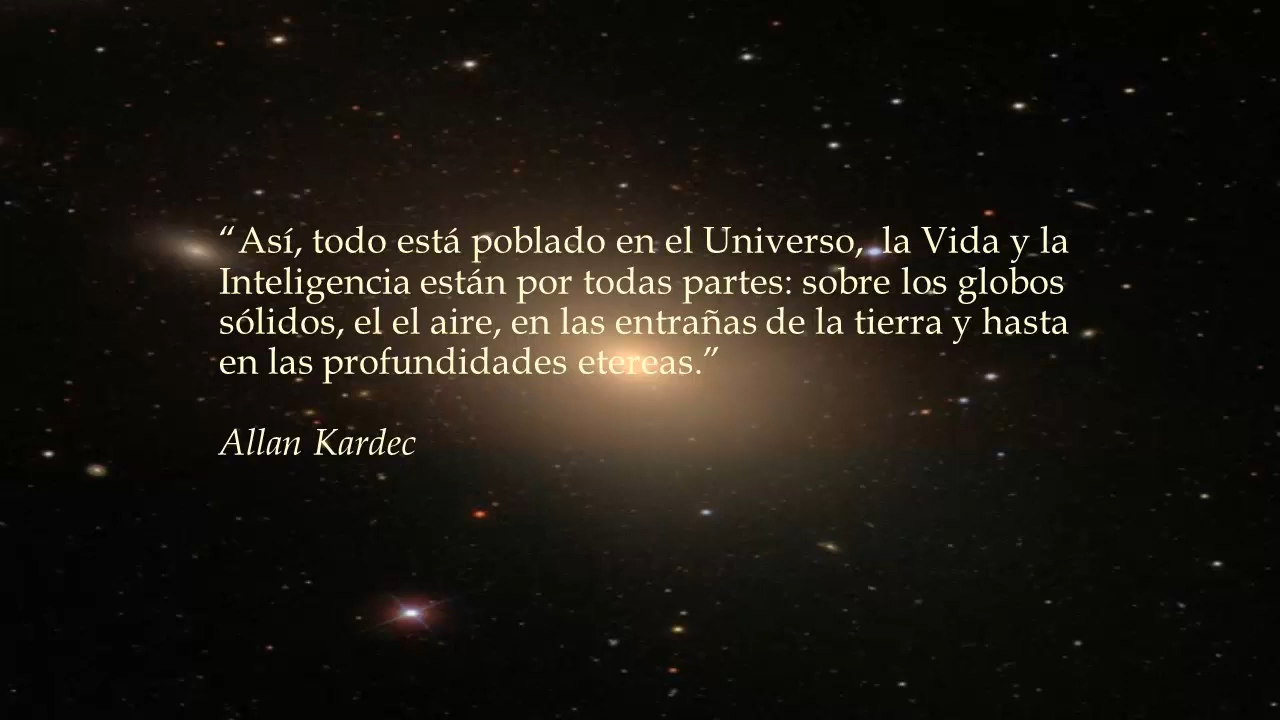 “Así, todo está poblado en el Universo,  la Vida y la
Inteligencia están por todas partes: sobre los globos
sólidos, el el aire, en las entrañas de la tierra y hasta
en las profundidades etereas.”
Allan Kardec